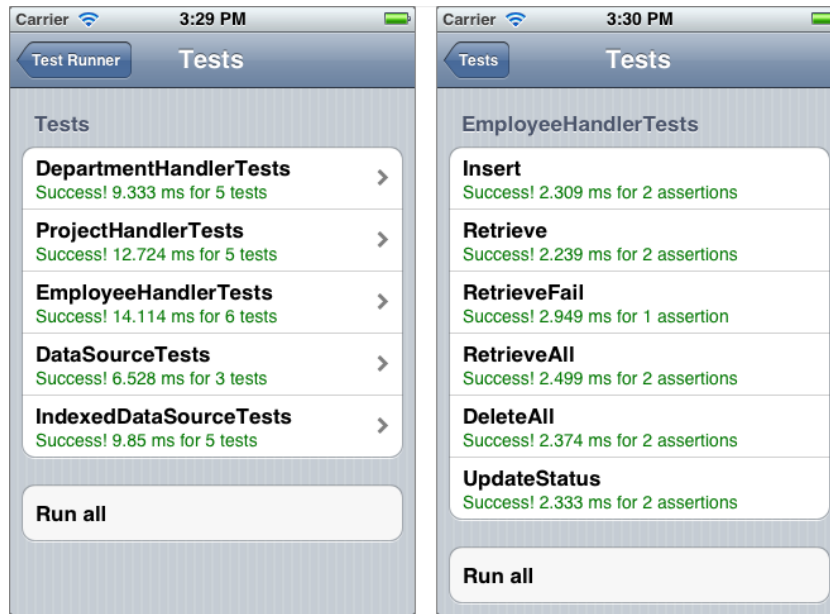 Carrier 3:29 PM
Test Runner Tests
Tests
DepartmentHandlerTests
Success! 9.333 ms for 5 tests
ProjectHandlerTests
Success! 12.724 ms for 5 tests
EmployeeHandlerTests
Success! 14.114 ms for 6 tests
DataSourceTests
Success! 6.528 ms for 3 tests
IndexedDataSourceTests
Success! 9.85 ms for 5 tests
Run all
Carrier 3:30 PM
Tests Tests
EmployeeHandlerTests
Insert
Success! 2.309 ms for 2 assertions
Retrieve
Success! 2.239 ms for 2 assertions
RetrieveFail
Success! 2.949 ms for 1 assertion
RetrieveAll
Success! 2.499 ms for 2 assertions
DeleteAll
Success! 2.374 ms for 2 assertions
UpdateStatus
Success! 2.333 ms for 2 assertions
Run all